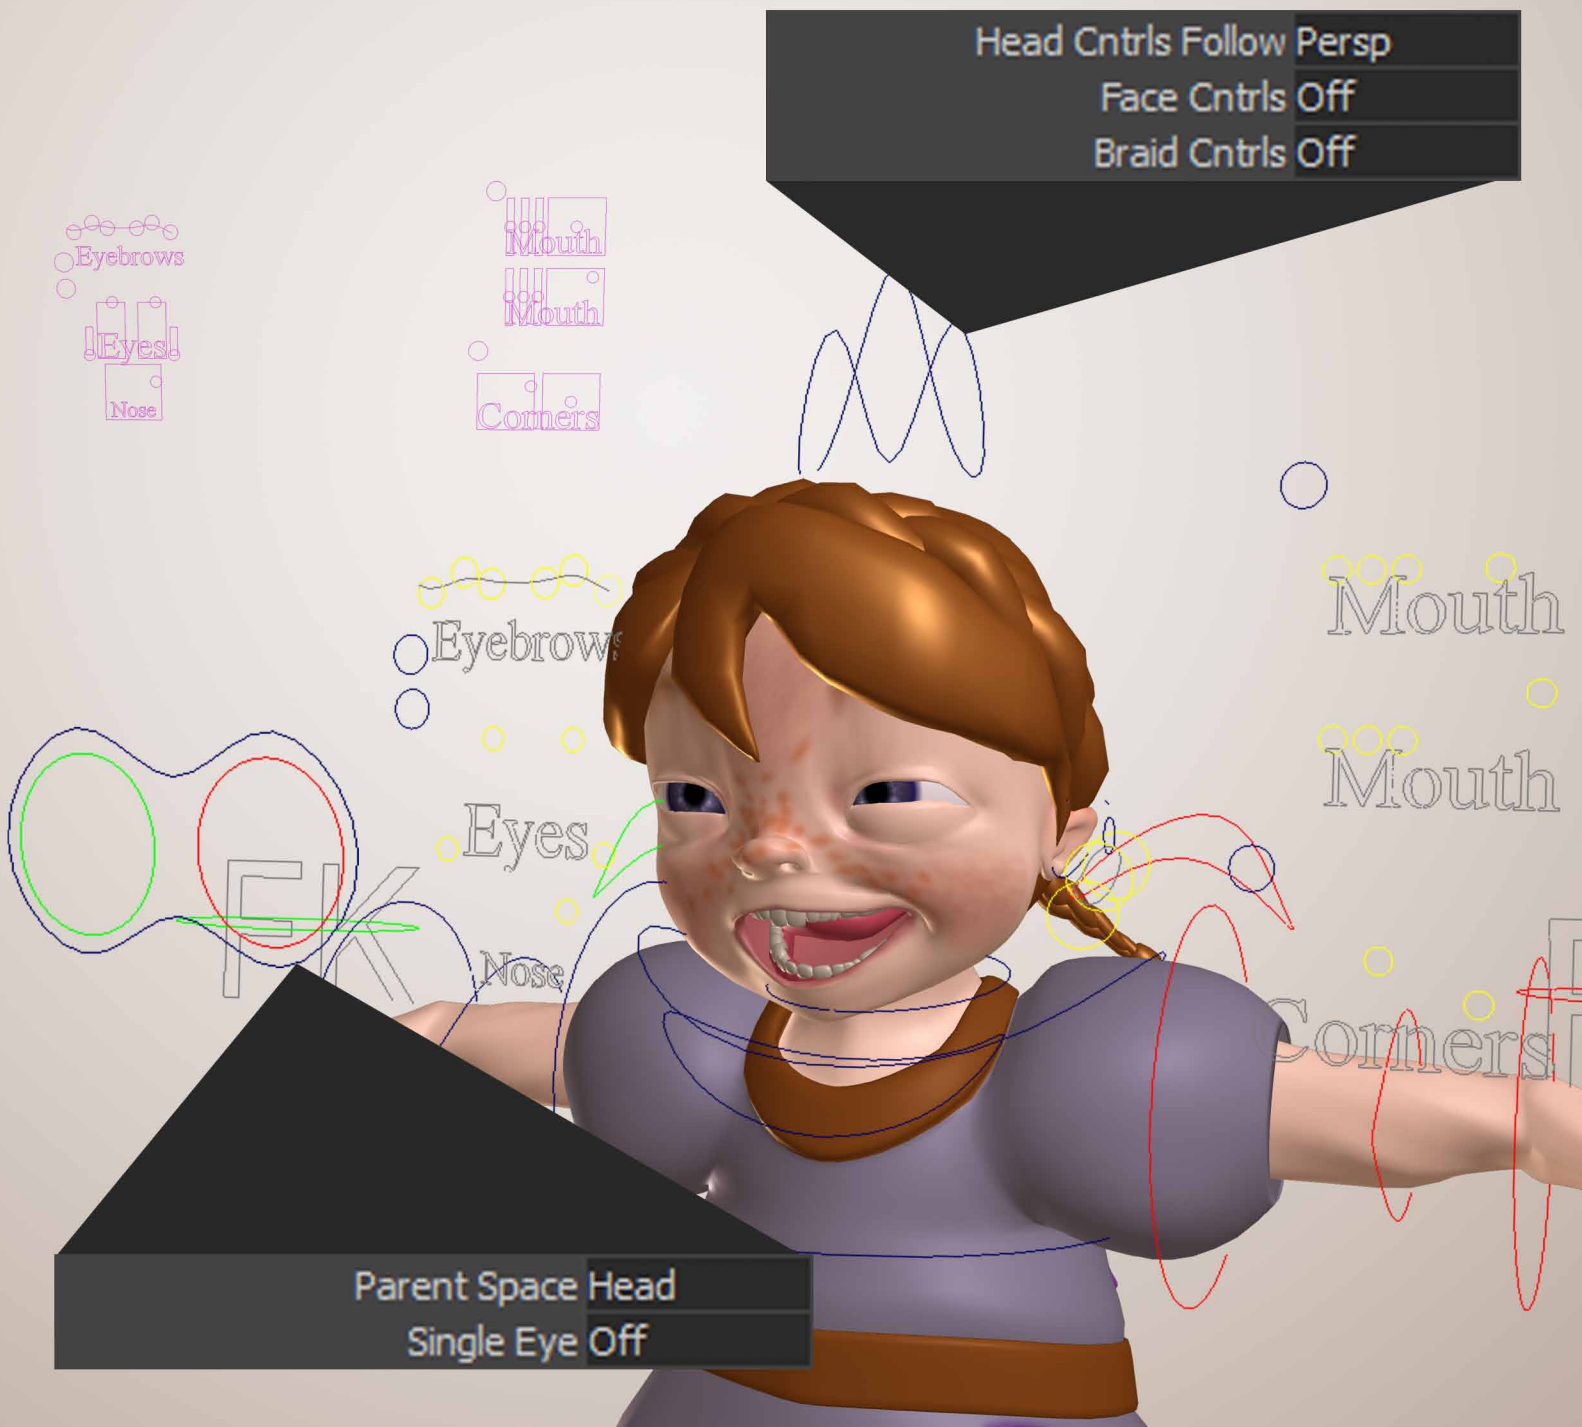 Head Cntrls Follow Persp
Face Cntrls Off
Braid Cntrls Off
Eyebrows
Eyes
Nose
Mouth
Mouth
Corners
Eyebrows
Eyes
Nose
FK
Mouth
Mouth
Corners
Parent Space Head
Single Eye Off